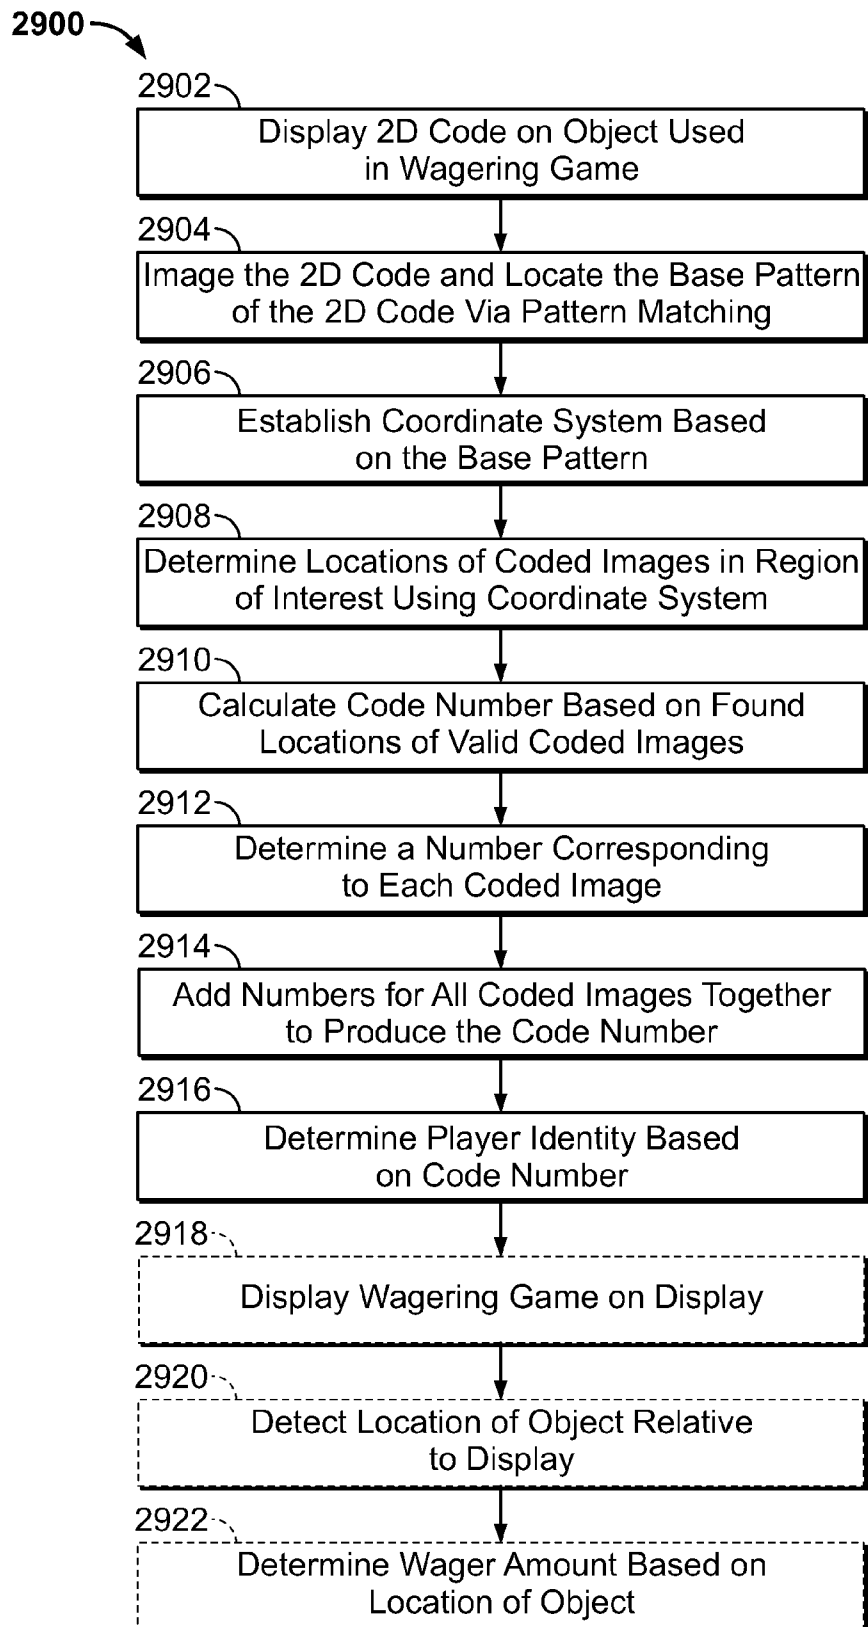 2900
2902
Display 2D Code on Object Used
in Wagering Game
2904
Image the 2D Code and Locate the Base Pattern
of the 2D Code Via Pattern Matching
2906
Establish Coordinate System Based
on the Base Pattern
2908
Determine Locations of Coded Images in Region
of Interest Using Coordinate System
2910
Calculate Code Number Based on Found
Locations of Valid Coded Images
2912
Determine a Number Corresponding
to Each Coded Image
2914
Add Numbers for All Coded Images Together
to Produce the Code Number
2916
Determine Player Identity Based
on Code Number
2918
Display Wagering Game on Display
2920
Detect Location of Object Relative
to Display
2922
Determine Wager Amount Based on
Location of Object